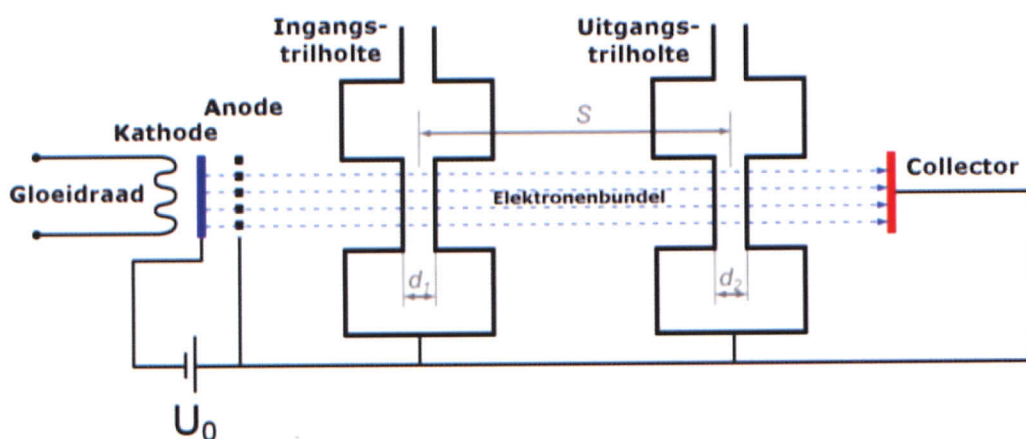 Ingangs-
trilholte
Uitgangs-
trilholte
S
Anode
Kathode
Gloeidraad
Elektronenbundel
Collector
d1
d2
U0